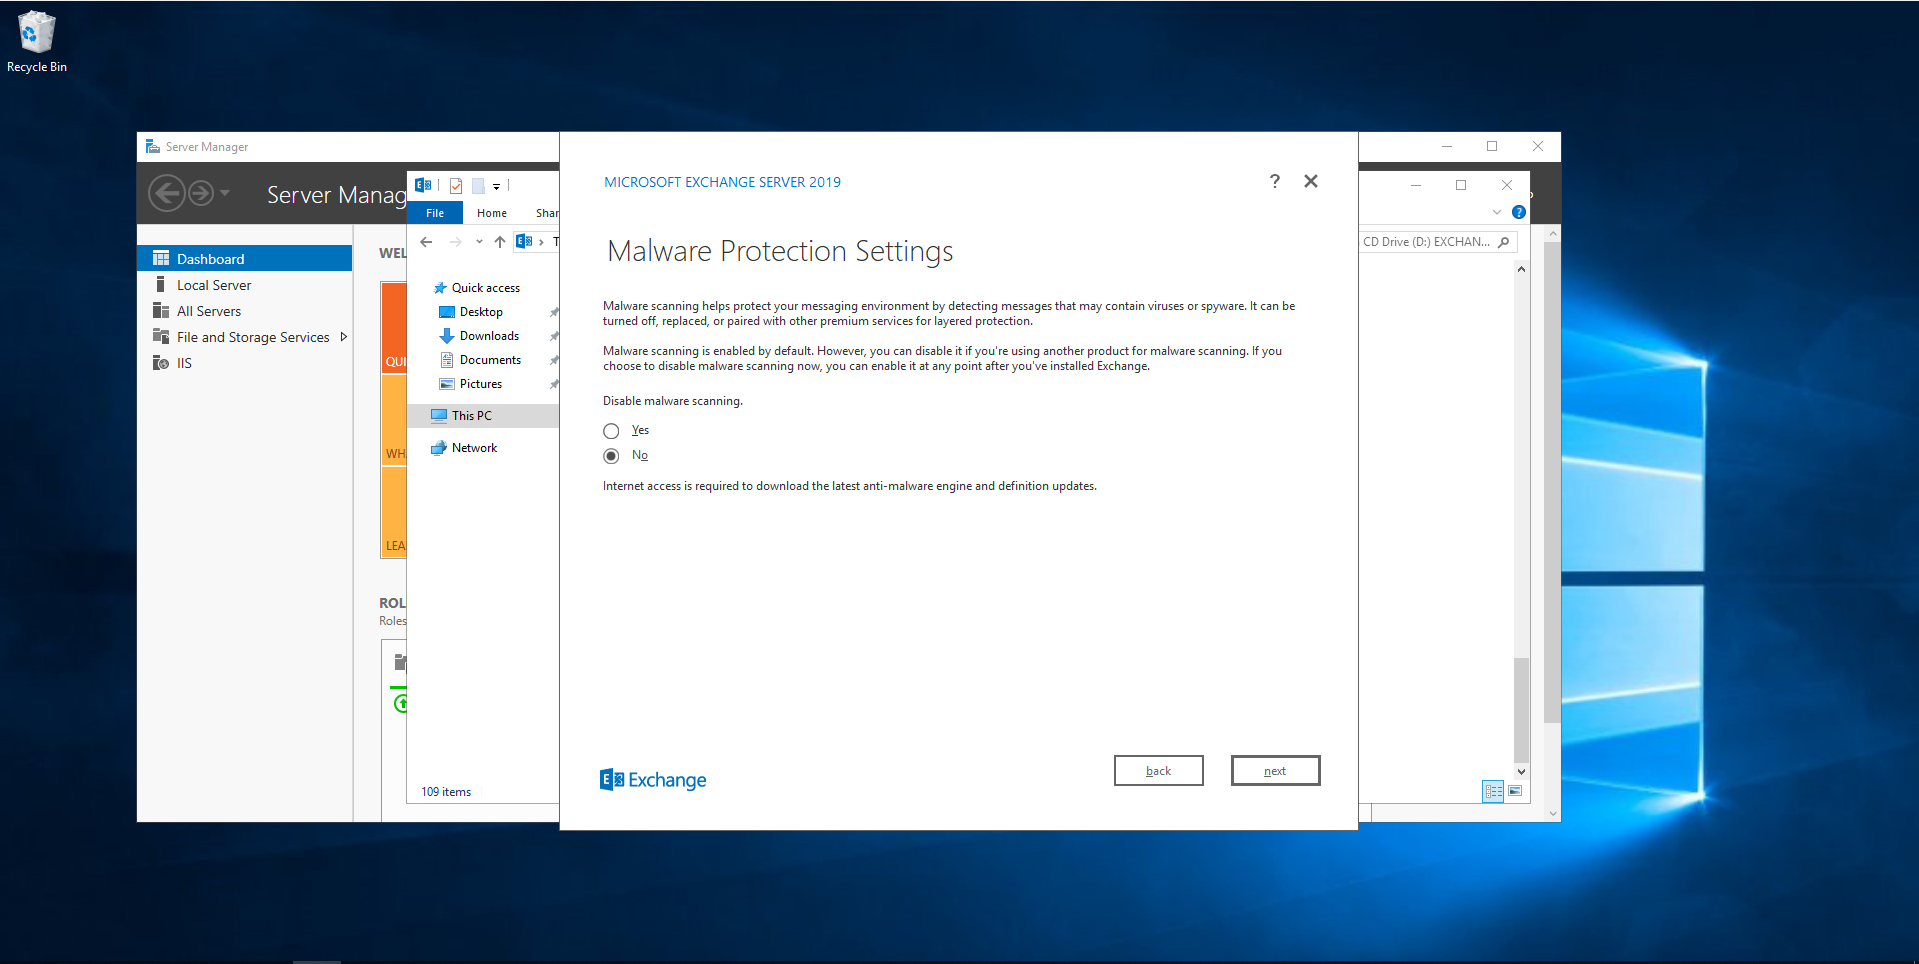 Recycle Bin
Server Manager
Server Manag
File
Home
Shar
CD Drive (D:) EXCHAN...
Dashboard
Local Server
All Servers
File and Storage Services
IIS
WEL
QUI
WHA
LEA
ROL
Roles
Quick access
Desktop
Downloads
Documents
Pictures
This PC
Network
109 items
MICROSOFT EXCHANGE SERVER 2019
?
Malware Protection Settings
Malware scanning helps protect your messaging environment by detecting messages that may contain viruses or spyware. It can be
turned off, replaced, or paired with other premium services for layered protection.
Malware scanning is enabled by default. However, you can disable it if you're using another product for malware scanning. If you
choose to disable malware scanning now, you can enable it at any point after you've installed Exchange.
Disable malware scanning.
Yes
No
Internet access is required to download the latest anti-malware engine and definition updates.
E Exchange
back
next